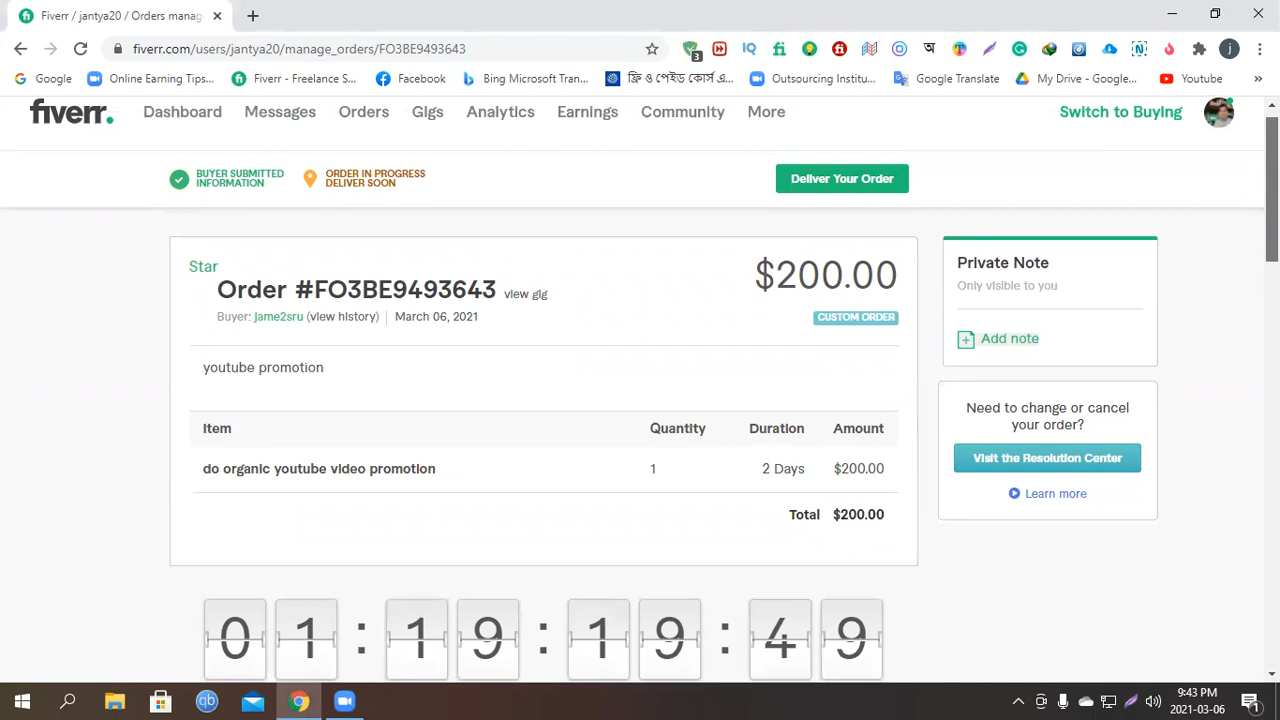 Fiverr / jantya20 / Orders manag
fiverr.com/users/jantya20/manage_orders/FO3BE9493643
3
IQ
fi
অ
j
Google
Online Earning Tips...
Fiverr - Freelance S...
Facebook
Bing Microsoft Tran...
ফ্রি ও পেইড কোর্স এ...
Outsourcing Institu...
Google Translate
My Drive - Google...
Youtube
»
fiverr.
Dashboard
Messages
Orders
Gigs
Analytics
Earnings
Community
More
Switch to Buying
BUYER SUBMITTED
INFORMATION
ORDER IN PROGRESS
DELIVER SOON
Deliver Your Order
Star
Order #FO3BE9493643 view gig
$200.00
Buyer: jame2sru (view history) | March 06, 2021
CUSTOM ORDER
youtube promotion
Item Quantity Duration Amount
do organic youtube video promotion 1 2 Days $200.00
Total $200.00
01 : 19 : 19 : 49
Private Note
Only visible to you
Add note
Need to change or cancel
your order?
Visit the Resolution Center
Learn more
qb
9:43 PM
2021-03-06
1